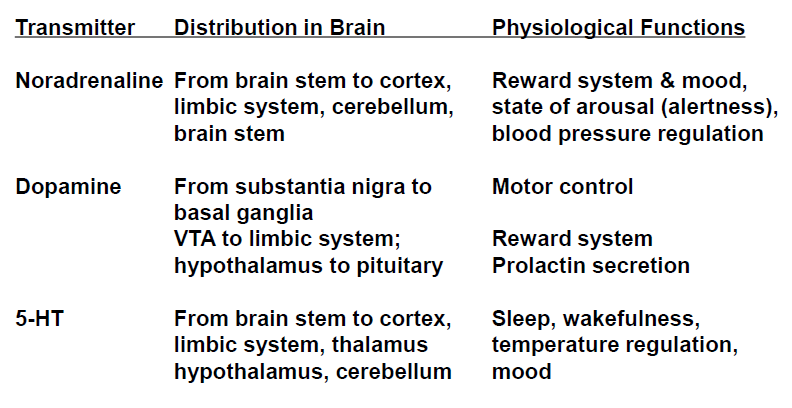 Transmitter Distribution in Brain Physiological Functions
Noradrenaline From brain stem to cortex, Reward system & mood,
limbic system, cerebellum, state of arousal (alertness),
brain stem blood pressure regulation
Dopamine From substantia nigra to Motor control
basal ganglia
VTA to limbic system; Reward system
hypothalamus to pituitary Prolactin secretion
5-HT From brain stem to cortex, Sleep, wakefulness,
limbic system, thalamus temperature regulation,
hypothalamus, cerebellum mood